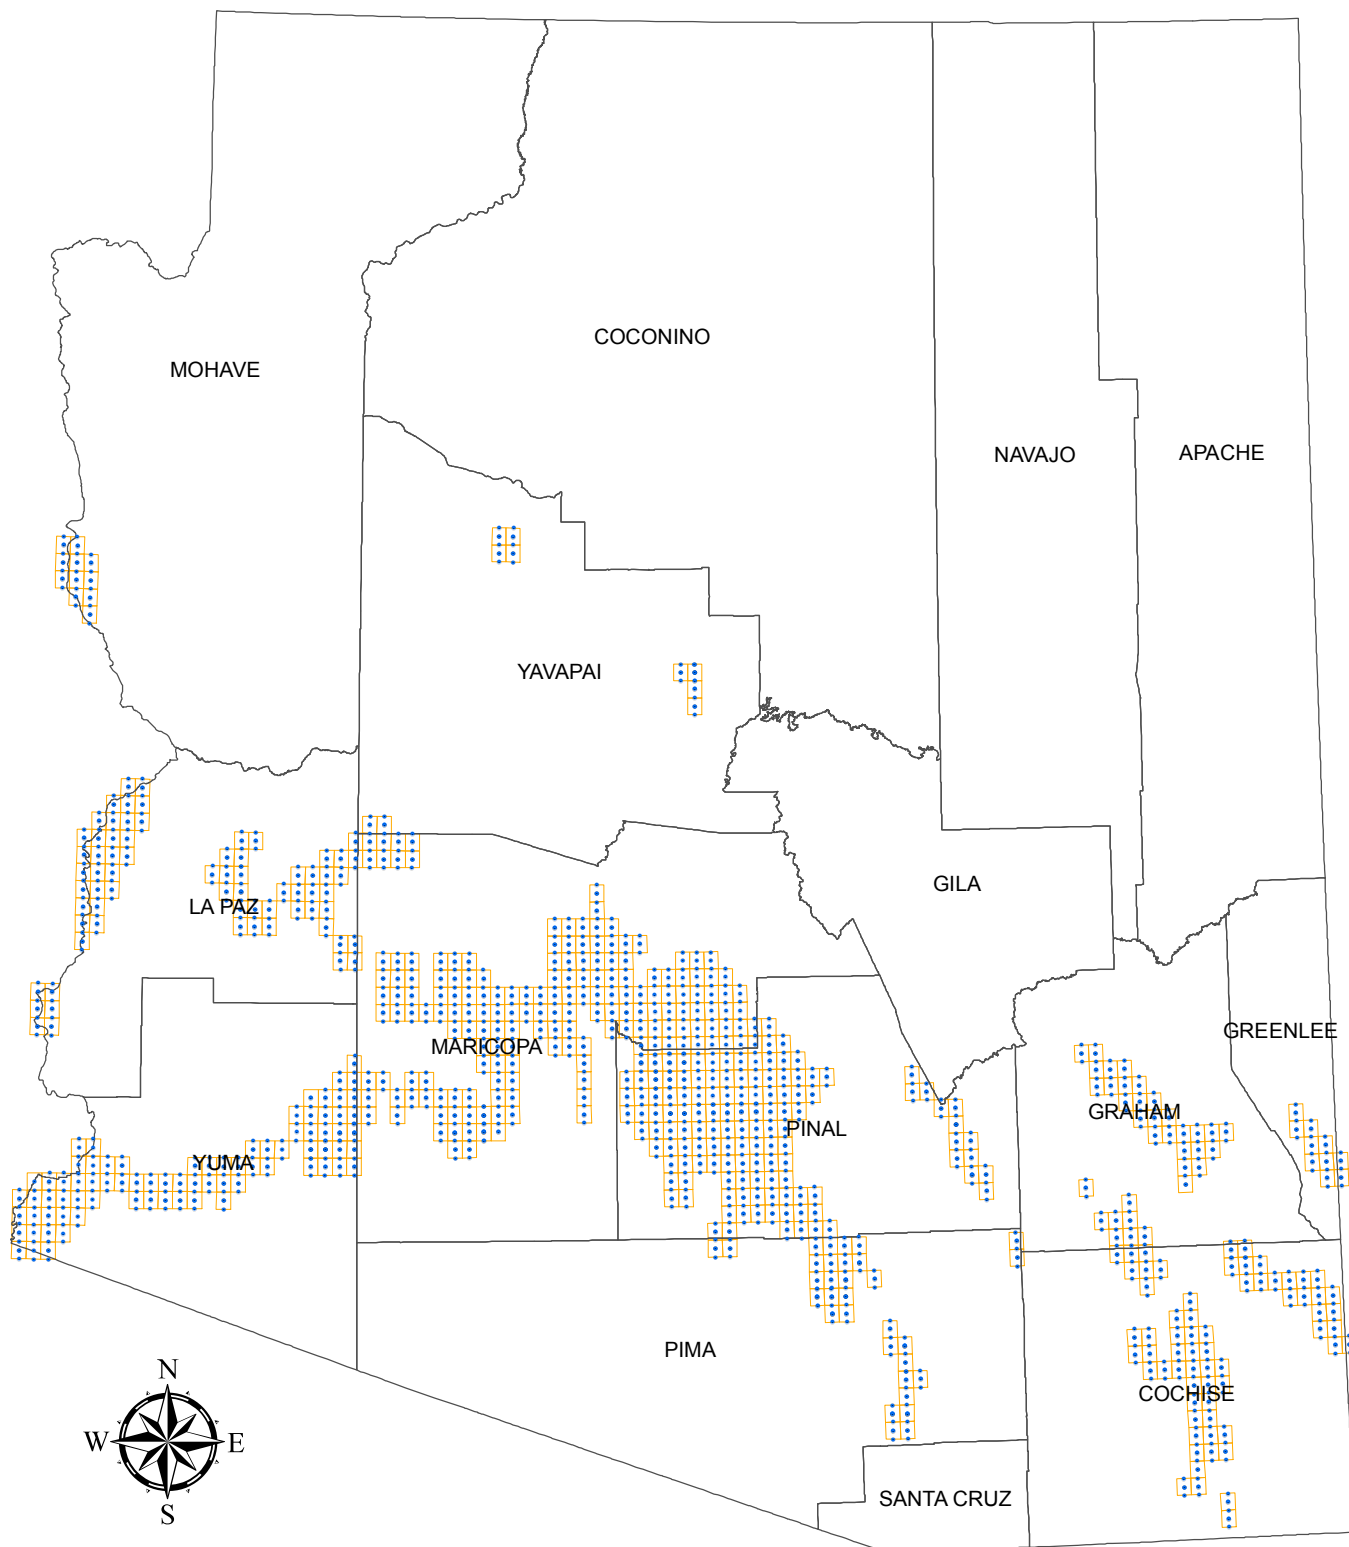 COCONINO
MOHAVE
NAVAJO
APACHE
YAVAPAI
GILA
LA PAZ
GREENLEE
MARICOPA
GRAHAM
PINAL
YUMA
PIMA
N
COCHISE
W
E
SANTA CRUZ
S